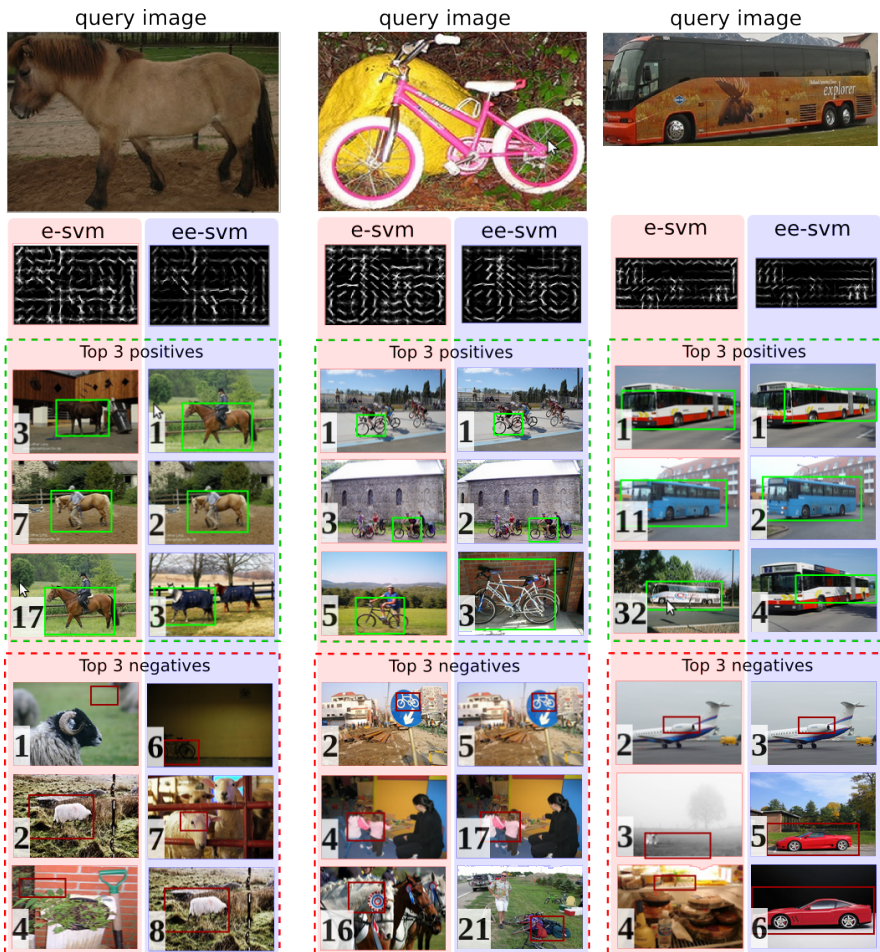 query image
query image
query image
explorer
e-svm
ee-svm
e-svm
ee-svm
e-svm
ee-svm
Top 3 positives
Top 3 positives
Top 3 positives
3
1
1
1
1
1
7
2
3
2
11
2
17
3
5
3
32
4
Top 3 negatives
Top 3 negatives
Top 3 negatives
1
6
2
5
2
3
2
7
4
17
3
5
4
8
16
21
4
6